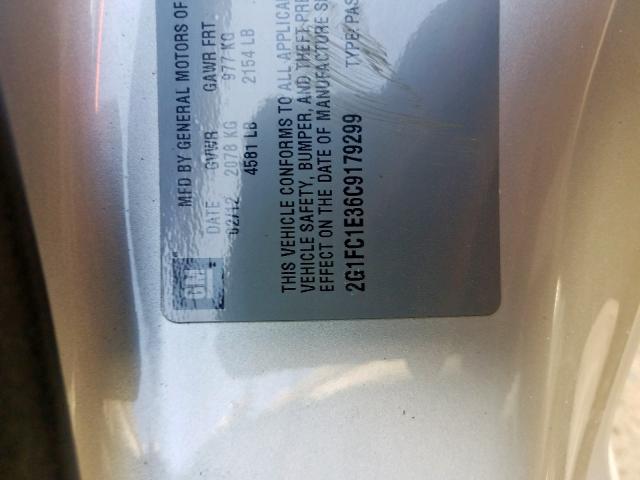 GM
MFD BY GENERAL MOTORS OF
DATE GVWR GAWR FRT
02/12 2078 KG 977 KG
4581 LB 2154 LB
THIS VEHICLE CONFORMS TO ALL APPLICA
VEHICLE SAFETY, BUMPER, AND THEFT PRE
EFFECT ON THE DATE OF MANUFACTURE S
2G1FC1E36C9179299 TYPE: PAS